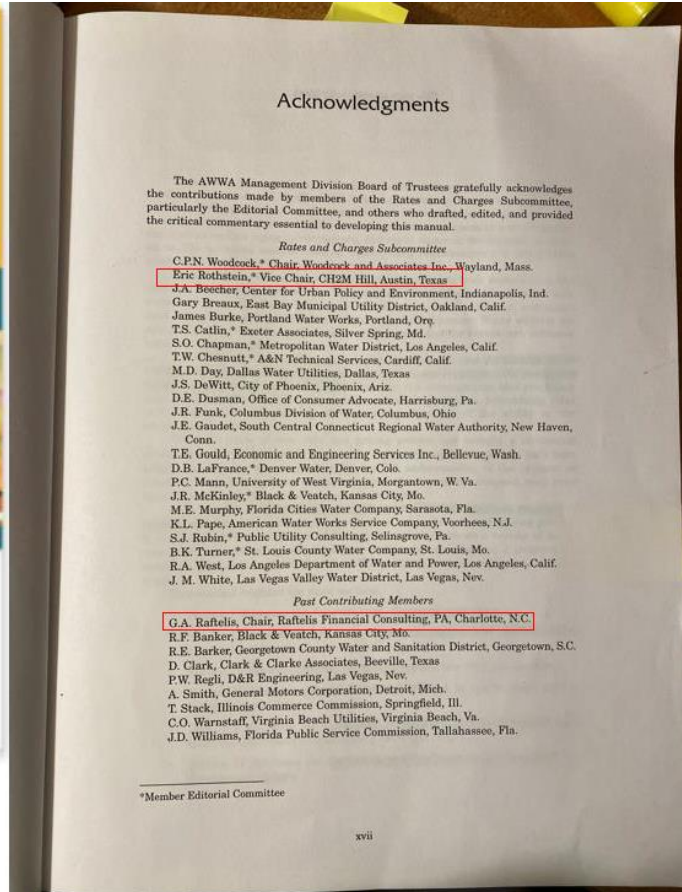 Acknowledgments
The AWWA Management Division Board of Trustees gratefully acknowledges
the contributions made by members of the Rates and Charges Subcommittee,
particularly the Editorial Committee, and others who drafted, edited, and provided
the critical commentary essential to developing this manual.
Rates and Charges Subcommittee
C.P.N. Woodcock,* Chair, Woodcock and Associates Inc., Wayland, Mass.
Eric Rothstein,* Vice Chair, CH2M Hill, Austin, Texas
J.A. Beecher, Center for Urban Policy and Environment, Indianapolis, Ind.
Gary Breaux, East Bay Municipal Utility District, Oakland, Calif.
James Burke, Portland Water Works, Portland, Ore.
T.S. Catlin,* Exeter Associates, Silver Spring, Md.
S.O. Chapman,* Metropolitan Water District, Los Angeles, Calif.
T.W. Chesnutt,* A&N Technical Services, Cardiff, Calif.
M.D. Day, Dallas Water Utilities, Dallas, Texas
J.S. DeWitt, City of Phoenix, Phoenix, Ariz.
D.E. Dusman, Office of Consumer Advocate, Harrisburg, Pa.
J.R. Funk, Columbus Division of Water, Columbus, Ohio
J.E. Gaudet, South Central Connecticut Regional Water Authority, New Haven,
Conn.
T.E. Gould, Economic and Engineering Services Inc., Bellevue, Wash.
D.B. LaFrance,* Denver Water, Denver, Colo.
P.C. Mann, University of West Virginia, Morgantown, W. Va.
J.R. McKinley,* Black & Veatch, Kansas City, Mo.
M.E. Murphy, Florida Cities Water Company, Sarasota, Fla.
K.L. Pape, American Water Works Service Company, Voorhees, N.J.
S.J. Rubin,* Public Utility Consulting, Selinsgrove, Pa.
B.K. Turner,* St. Louis County Water Company, St. Louis, Mo.
R.A. West, Los Angeles Department of Water and Power, Los Angeles, Calif.
J. M. White, Las Vegas Valley Water District, Las Vegas, Nev.
Past Contributing Members
G.A. Raftelis, Chair, Raftelis Financial Consulting, PA, Charlotte, N.C.
R.F. Banker, Black & Veatch, Kansas City, Mo.
R.E. Barker, Georgetown County Water and Sanitation District, Georgetown, S.C.
D. Clark, Clark & Clarke Associates, Beeville, Texas
P.W. Regli, D&R Engineering, Las Vegas, Nev.
A. Smith, General Motors Corporation, Detroit, Mich.
T. Stack, Illinois Commerce Commission, Springfield, Ill.
C.O. Warnstaff, Virginia Beach Utilities, Virginia Beach, Va.
J.D. Williams, Florida Public Service Commission, Tallahassee, Fla.
*Member Editorial Committee
xvii